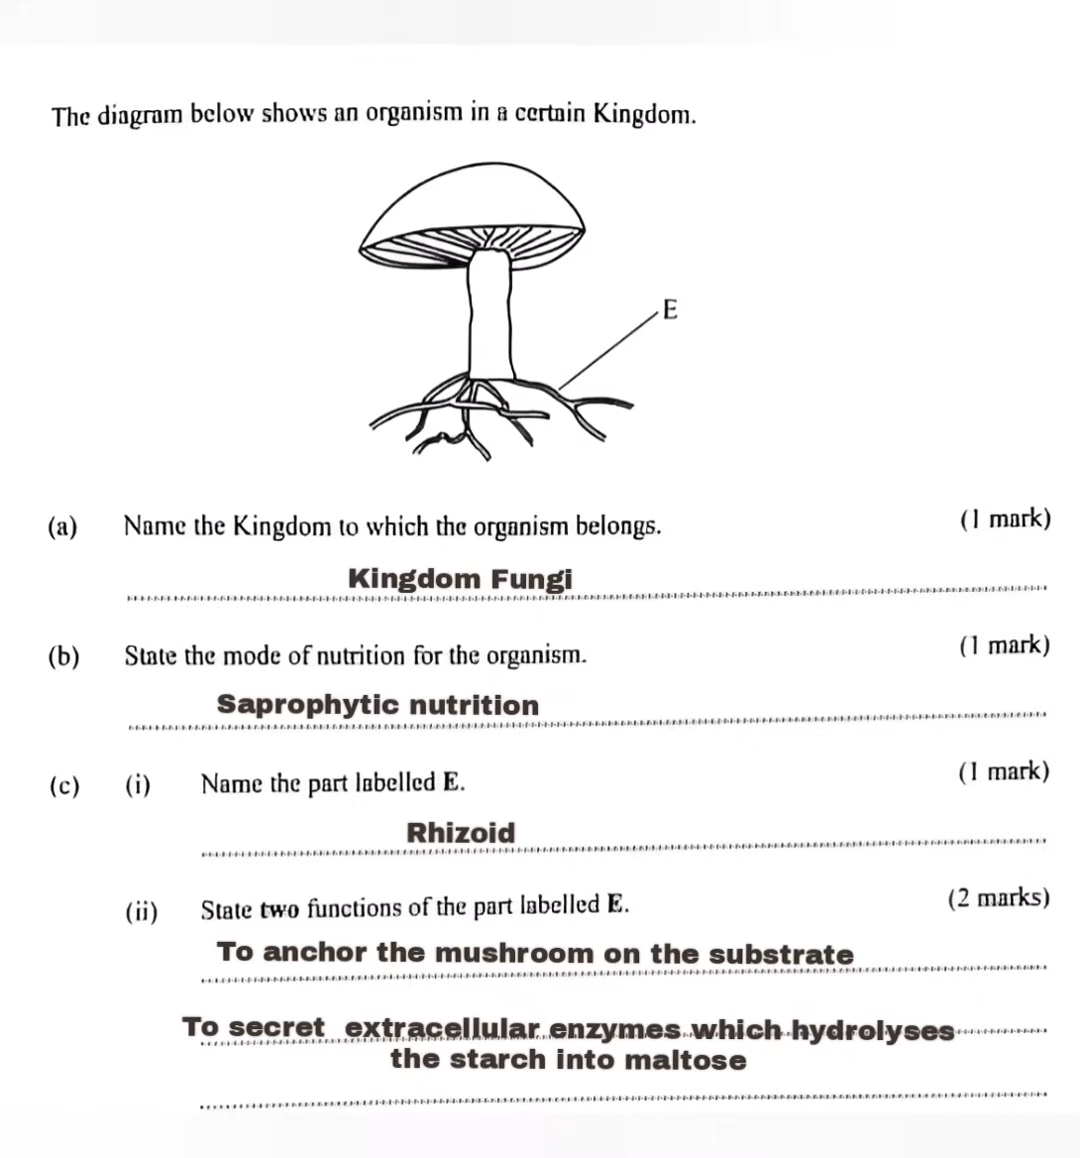 The diagram below shows an organism in a certain Kingdom.
E
(a) Name the Kingdom to which the organism belongs. (1 mark)
Kingdom Fungi
(b) State the mode of nutrition for the organism. (1 mark)
Saprophytic nutrition
(c) (i) Name the part labelled E. (1 mark)
Rhizoid
(ii) State two functions of the part labelled E. (2 marks)
To anchor the mushroom on the substrate
To secret extracellular enzymes which hydrolyses
the starch into maltose